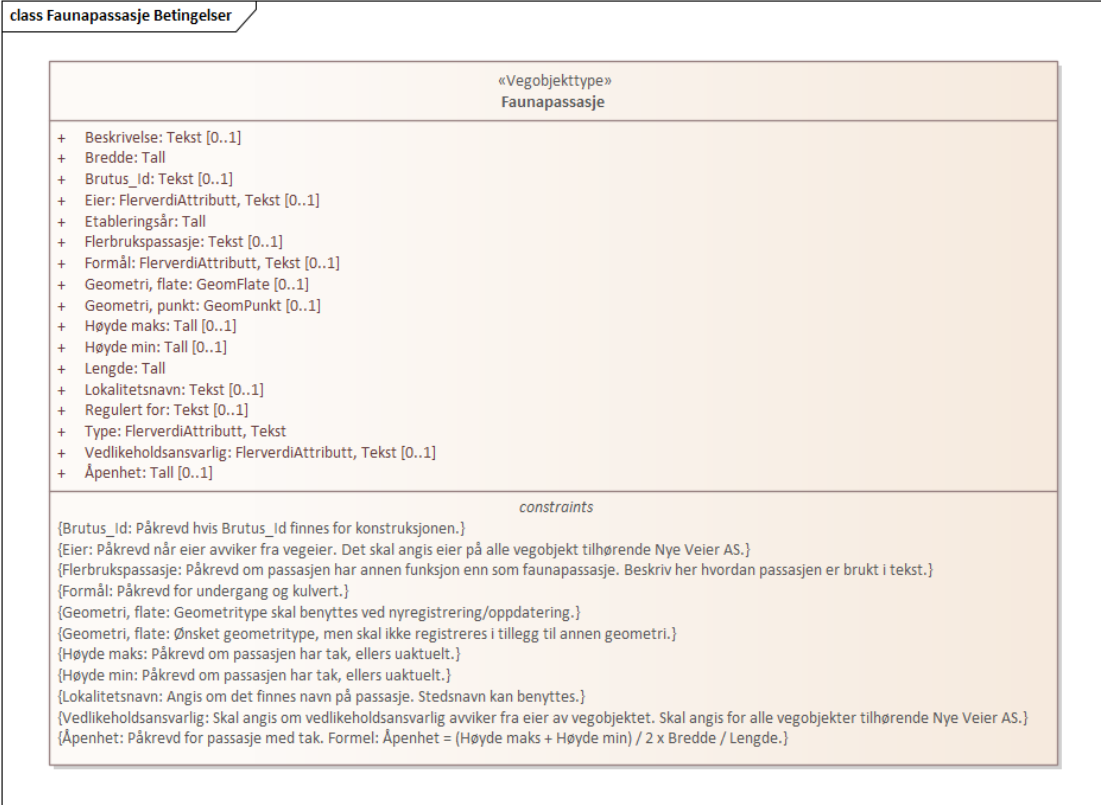 class Faunapassasje Betingelser
«Vegobjekttype»
Faunapassasje
+ Beskrivelse: Tekst [0..1]
+ Bredde: Tall
+ Brutus_Id: Tekst [0..1]
+ Eier: FlerverdiAttributt, Tekst [0..1]
+ Etableringsår: Tall
+ Flerbrukspassasje: Tekst [0..1]
+ Formål: FlerverdiAttributt, Tekst [0..1]
+ Geometri, flate: GeomFlate [0..1]
+ Geometri, punkt: GeomPunkt [0..1]
+ Høyde maks: Tall [0..1]
+ Høyde min: Tall [0..1]
+ Lengde: Tall
+ Lokalitetsnavn: Tekst [0..1]
+ Regulert for: Tekst [0..1]
+ Type: FlerverdiAttributt, Tekst
+ Vedlikeholdsansvarlig: FlerverdiAttributt, Tekst [0..1]
+ Åpenhet: Tall [0..1]
constraints
{Brutus_Id: Påkrevd hvis Brutus_Id finnes for konstruksjonen.}
{Eier: Påkrevd når eier avviker fra vegeier. Det skal angis eier på alle vegobjekt tilhørende Nye Veier AS.}
{Flerbrukspassasje: Påkrevd om passasjen har annen funksjon enn som faunapassasje. Beskriv her hvordan passasjen er brukt i tekst.}
{Formål: Påkrevd for undergang og kulvert.}
{Geometri, flate: Geometritype skal benyttes ved nyregistrering/oppdatering.}
{Geometri, flate: Ønsket geometritype, men skal ikke registreres i tillegg til annen geometri.}
{Høyde maks: Påkrevd om passasjen har tak, ellers uaktuelt.}
{Høyde min: Påkrevd om passasjen har tak, ellers uaktuelt.}
{Lokalitetsnavn: Angis om det finnes navn på passasje. Stedsnavn kan benyttes.}
{Vedlikeholdsansvarlig: Skal angis om vedlikeholdsansvarlig avviker fra eier av vegobjektet. Skal angis for alle vegobjekter tilhørende Nye Veier AS.}
{Åpenhet: Påkrevd for passasje med tak. Formel: Åpenhet = (Høyde maks + Høyde min) / 2 x Bredde / Lengde.}